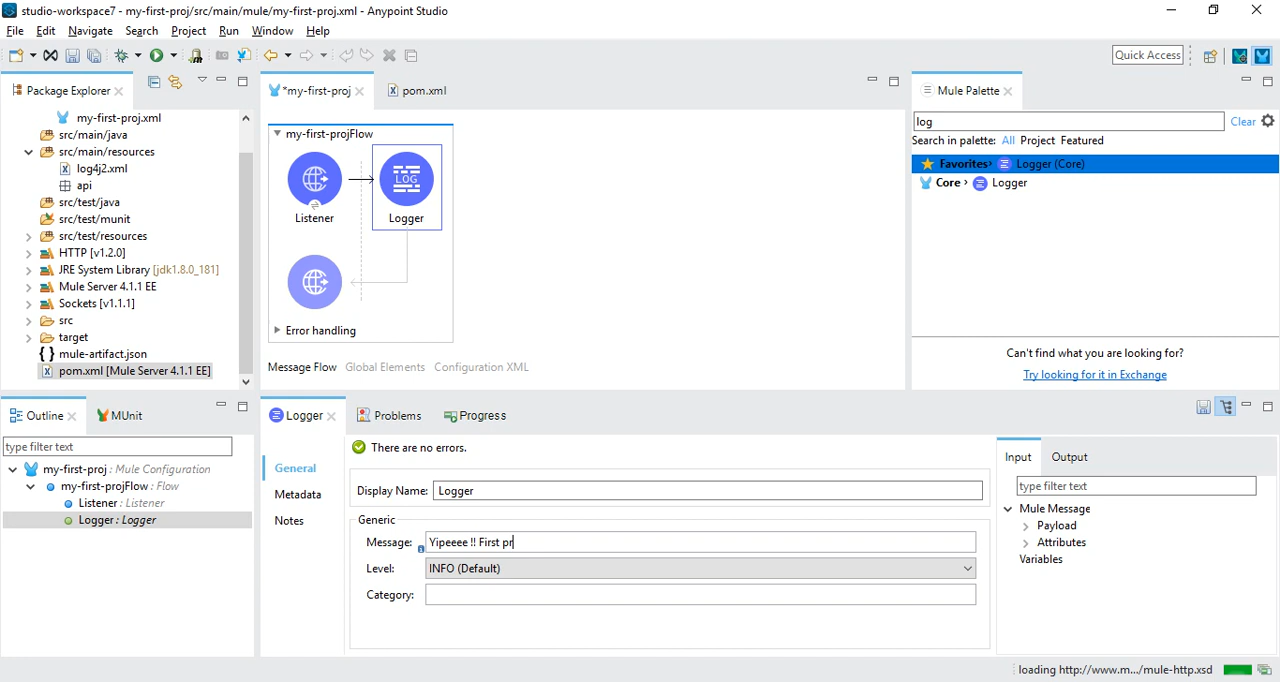 studio-workspace7 - my-first-proj/src/main/mule/my-first-proj.xml - Anypoint Studio
File Edit Navigate Search Project Run Window Help
Quick Access
Package Explorer
my-first-proj.xml
src/main/java
src/main/resources
log4j2.xml
api
src/test/java
src/test/munit
src/test/resources
HTTP [v1.2.0]
JRE System Library [jdk1.8.0_181]
Mule Server 4.1.1 EE
Sockets [v1.1.1]
src
target
mule-artifact.json
pom.xml [Mule Server 4.1.1 EE]
*my-first-proj
pom.xml
my-first-projFlow
LOG
Listener
Logger
Error handling
Message Flow Global Elements Configuration XML
Mule Palette
log
Clear
Search in palette: All Project Featured
Favorites> Logger (Core)
Core > Logger
Can't find what you are looking for?
Try looking for it in Exchange
Outline
MUnit
type filter text
my-first-proj : Mule Configuration
my-first-projFlow : Flow
Listener : Listener
Logger : Logger
Logger
Problems
Progress
General
Metadata
Notes
There are no errors.
Display Name: Logger
Generic
Message: Yipeeee !! First pr
Level: INFO (Default)
Category:
Input Output
type filter text
Mule Message
Payload
Attributes
Variables
loading http://www.m.../mule-http.xsd